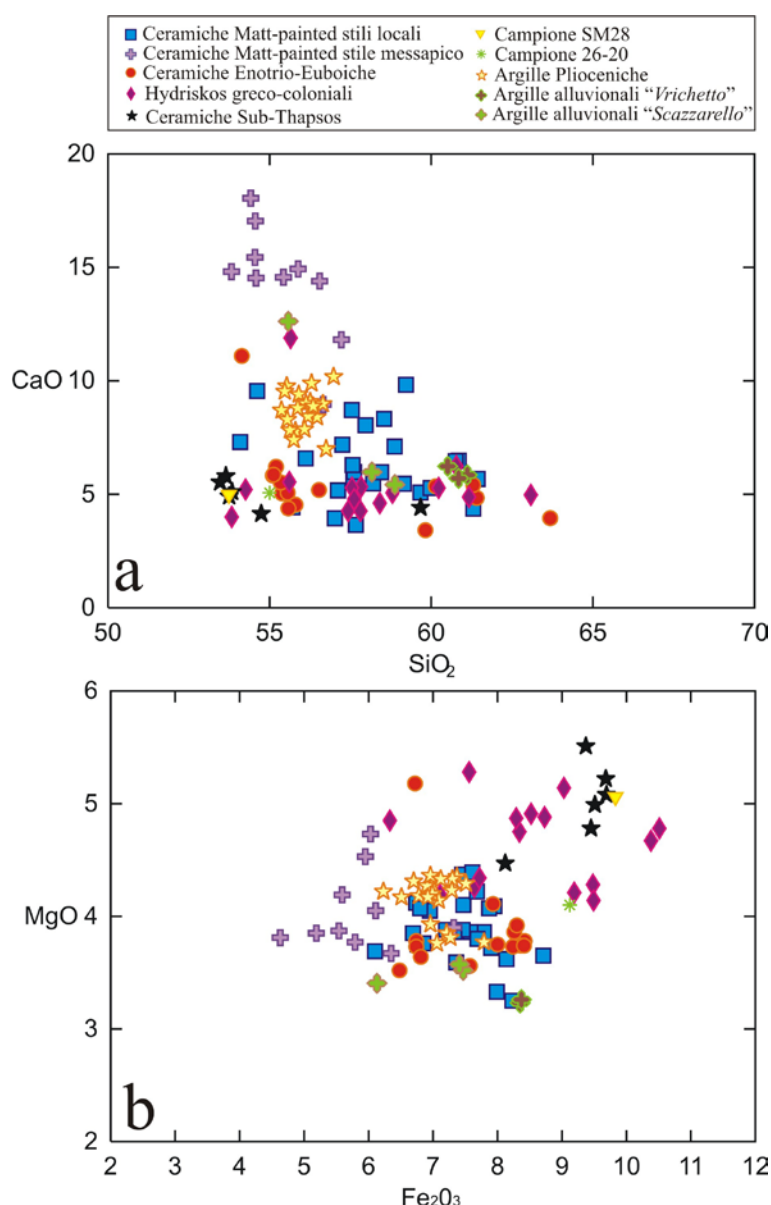 Ceramiche Matt-painted stili locali
Ceramiche Matt-painted stile messapico
Ceramiche Enotrio-Euboiche
Hydriskos greco-coloniali
Ceramiche Sub-Thapsos
Campione SM28
Campione 26-20
Argille Plioceniche
Argille alluvionali “Vrichetto”
Argille alluvionali “Scazzarello”
20
15
CaO 10
5
0
a
50 55 60 65 70
SiO₂
6
5
MgO 4
3
2
b
2 3 4 5 6 7 8 9 10 11 12
Fe₂O₃